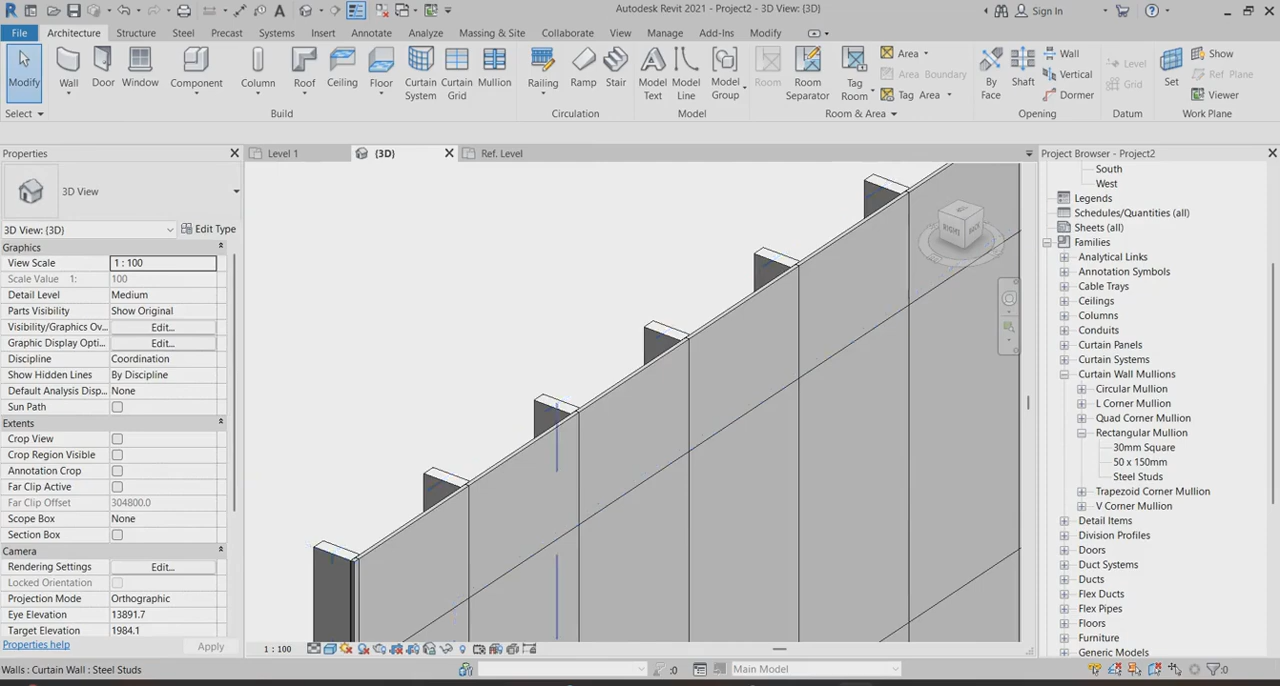 Autodesk Revit 2021 - Project2 - 3D View: {3D}
Sign In
File Architecture Structure Steel Precast Systems Insert Annotate Analyze Massing & Site Collaborate View Manage Add-Ins Modify
Modify Wall Door Window Component Column Roof Ceiling Floor Curtain System Curtain Grid Mullion Railing Ramp Stair Model Text Model Line Model Group Room Room Separator Tag Room
Area
Area Boundary
Tag Area
By Face
Shaft
Wall
Vertical
Dormer
Level
Grid
Set
Show
Ref Plane
Viewer
Select Build Circulation Model Room & Area Opening Datum Work Plane
Properties
Level 1
{3D}
Ref. Level
Project Browser - Project2
3D View
3D View: {3D}
Edit Type
Graphics
View Scale 1 : 100
Scale Value 1: 100
Detail Level Medium
Parts Visibility Show Original
Visibility/Graphics Ov... Edit...
Graphic Display Opti... Edit...
Discipline Coordination
Show Hidden Lines By Discipline
Default Analysis Disp... None
Sun Path
Extents
Crop View
Crop Region Visible
Annotation Crop
Far Clip Active
Far Clip Offset 304800.0
Scope Box None
Section Box
Camera
Rendering Settings Edit...
Locked Orientation
Projection Mode Orthographic
Eye Elevation 13891.7
Target Elevation 1984.1
Properties help
Apply
RIGHT
BACK
South
West
Legends
Schedules/Quantities (all)
Sheets (all)
Families
Analytical Links
Annotation Symbols
Cable Trays
Ceilings
Columns
Conduits
Curtain Panels
Curtain Systems
Curtain Wall Mullions
Circular Mullion
L Corner Mullion
Quad Corner Mullion
Rectangular Mullion
30mm Square
50 x 150mm
Steel Studs
Trapezoid Corner Mullion
V Corner Mullion
Detail Items
Division Profiles
Doors
Duct Systems
Ducts
Flex Ducts
Flex Pipes
Floors
Furniture
Generic Models
1 : 100
Walls : Curtain Wall : Steel Studs
:0
Main Model
:0